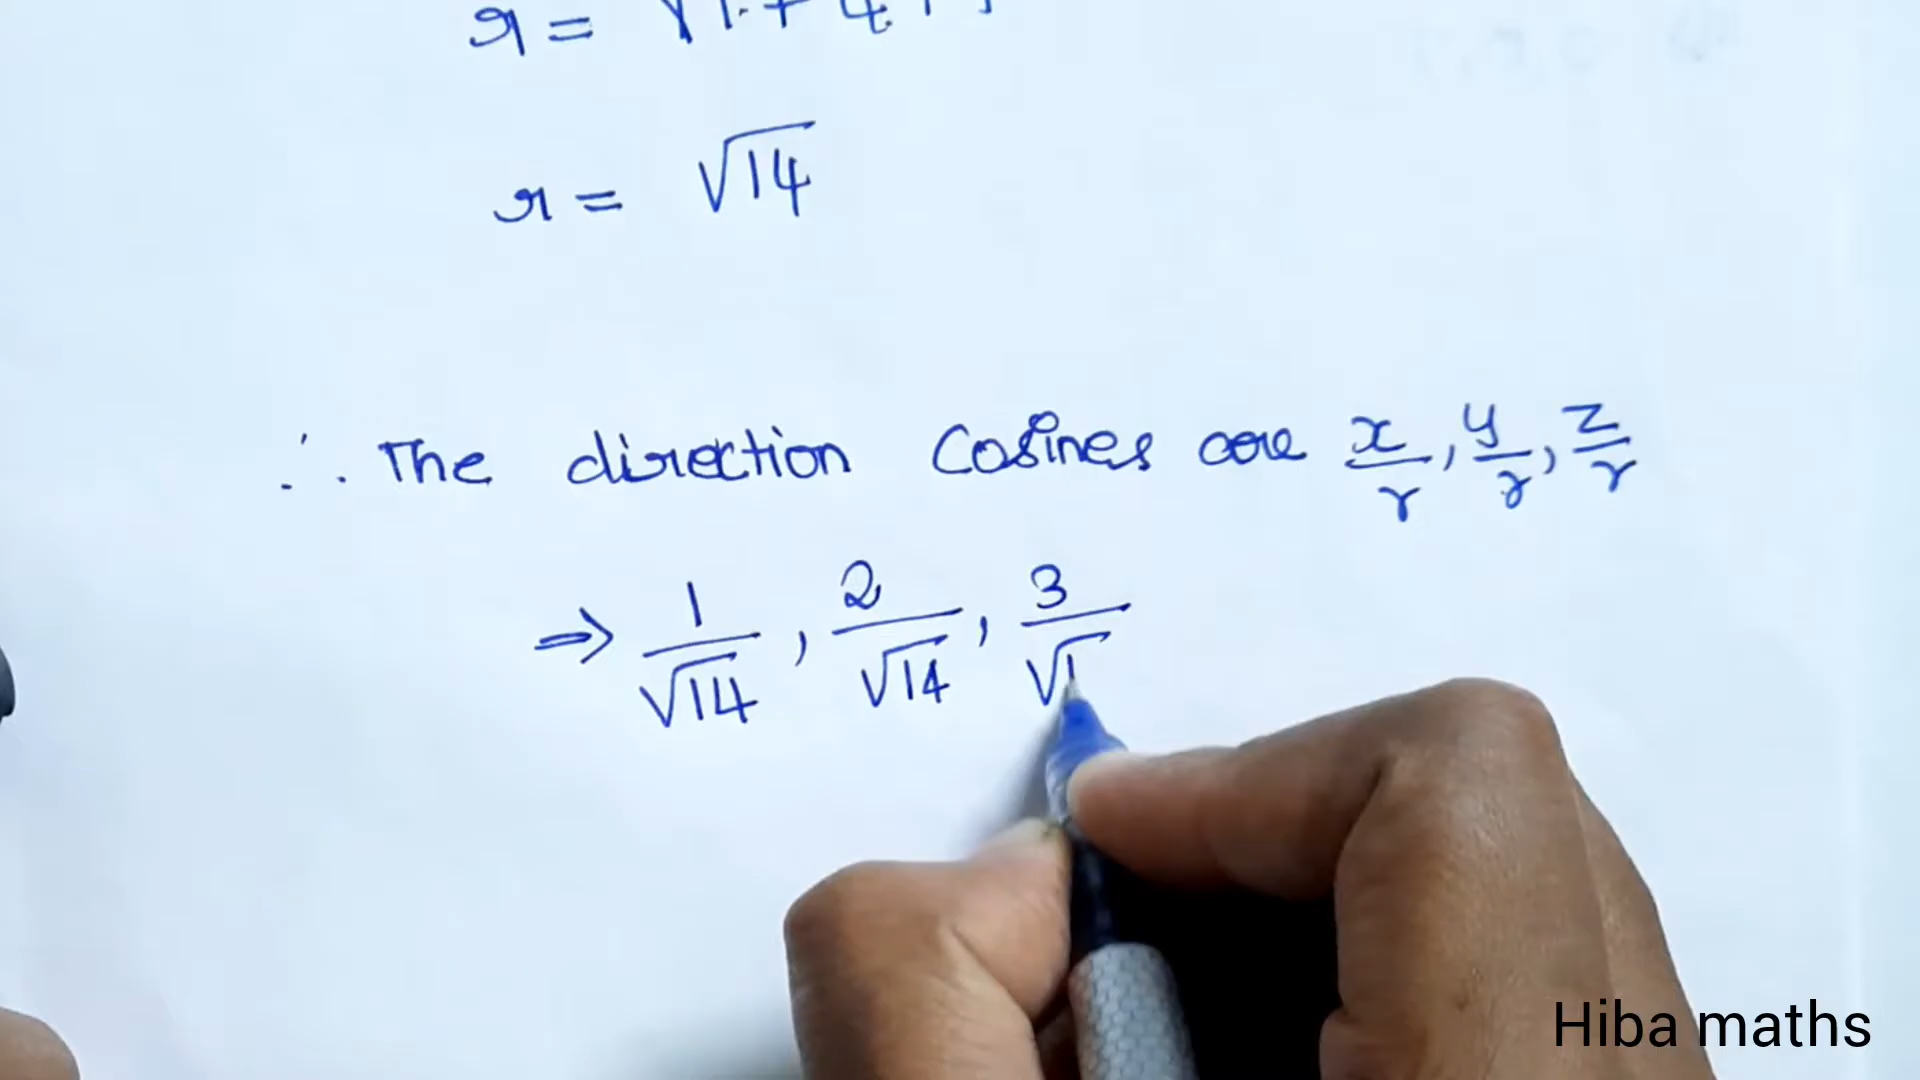 r =
r = √14
∴ The direction Cosines are x/r, y/r, z/r
⇒ 1/√14, 2/√14, 3/√1
Hiba maths